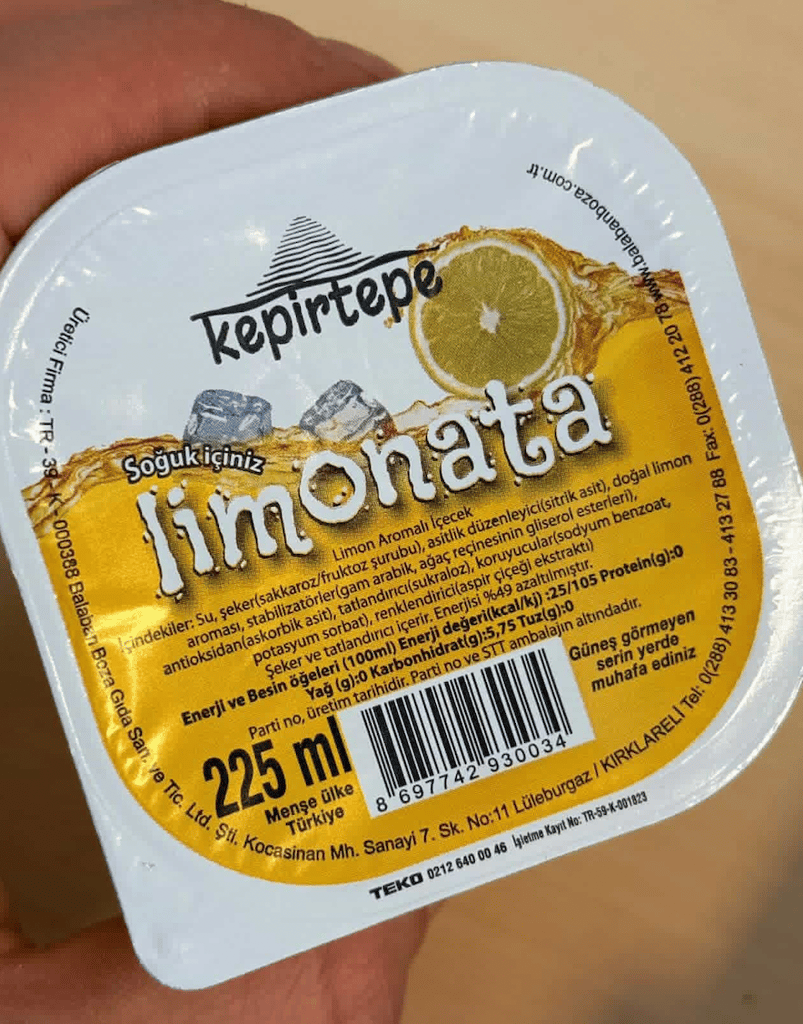 kepirtepe
Soğuk içiniz
limonata
Limon Aromalı İçecek
İçindekiler: Su, şeker(sakkaroz/fruktoz şurubu), asitlik düzenleyici(sitrik asit), doğal limon
aroması, stabilizatörler(gam arabik, ağaç reçinesinin gliserol esterleri),
antioksidan(askorbik asit), tatlandırıcı(sukraloz), koruyucular(sodyum benzoat,
potasyum sorbat), renklendirici(aspir çiçeği ekstraktı)
Şeker ve tatlandırıcı içerir. Enerjisi %49 azaltılmıştır.
Enerji ve Besin öğeleri (100ml) Enerji değeri(kcal/kj) :25/105 Protein(g):0
Yağ (g):0 Karbonhidrat(g):5,75 Tuz(g):0
Parti no, üretim tarihidir. Parti no ve STT ambalajın altındadır.
Güneş görmeyen
serin yerde
muhafa ediniz
225 ml
Menşe ülke
Türkiye
8 697742 930034
Üretici Firma : TR - 39 - K - 000388 Balaban Boza Gıda San. ve Tic. Ltd. Şti. Kocasinan Mh. Sanayi 7. Sk. No:11 Lüleburgaz / KIRKLARELİ Tel: 0(288) 413 30 83 - 413 27 88 Fax: 0(288) 412 20 78 www.balabanboza.com.tr
TEKO 0212 640 00 46 İşletme Kayıt No: TR-59-K-001823